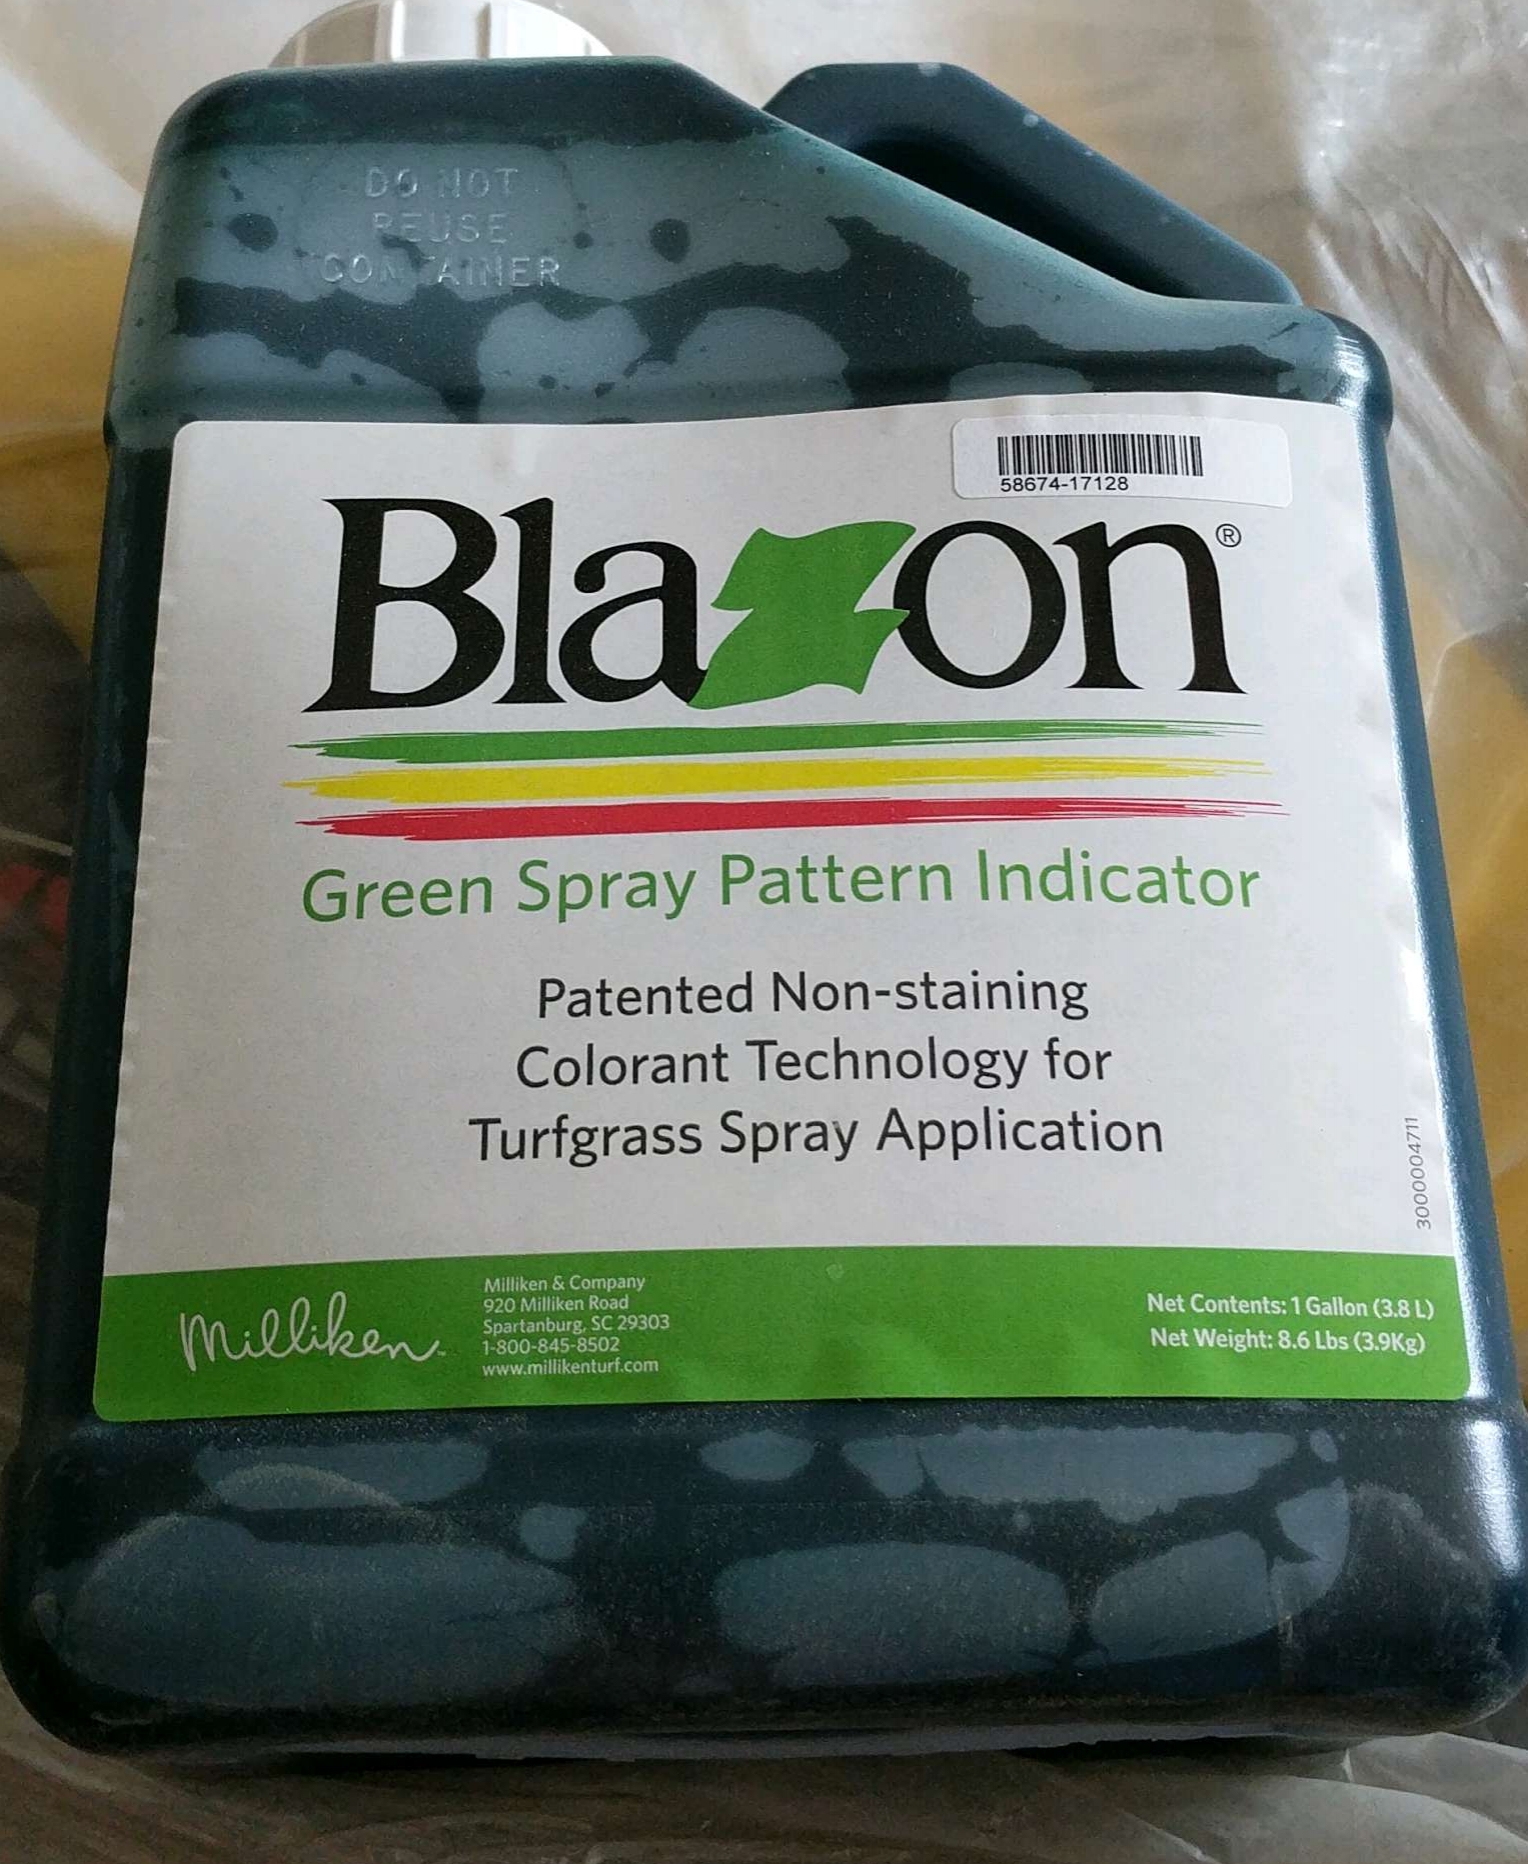 DO NOT
REUSE
CONTAINER
58674-17128
Blazon®
Green Spray Pattern Indicator
Patented Non-staining
Colorant Technology for
Turfgrass Spray Application
3000004711
Milliken™
Milliken & Company
920 Milliken Road
Spartanburg, SC 29303
1-800-845-8502
www.millikenturf.com
Net Contents: 1 Gallon (3.8 L)
Net Weight: 8.6 Lbs (3.9Kg)